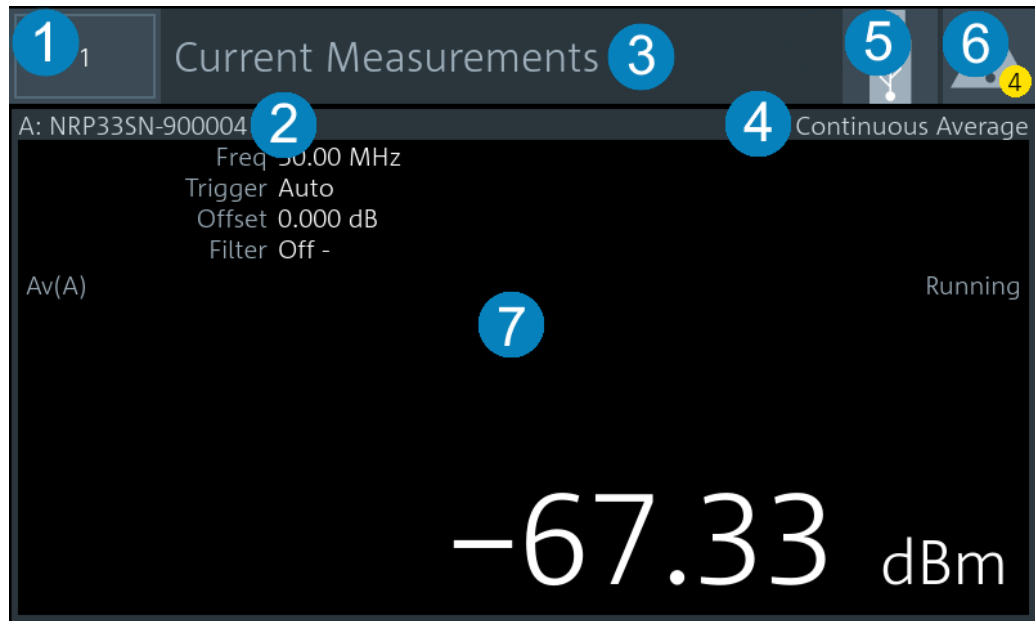 1 1 Current Measurements 3 5 6 4
A: NRP33SN-900004 2 4 Continuous Average
Freq 50.00 MHz
Trigger Auto
Offset 0.000 dB
Filter Off -
Av(A) Running
7
-67.33 dBm